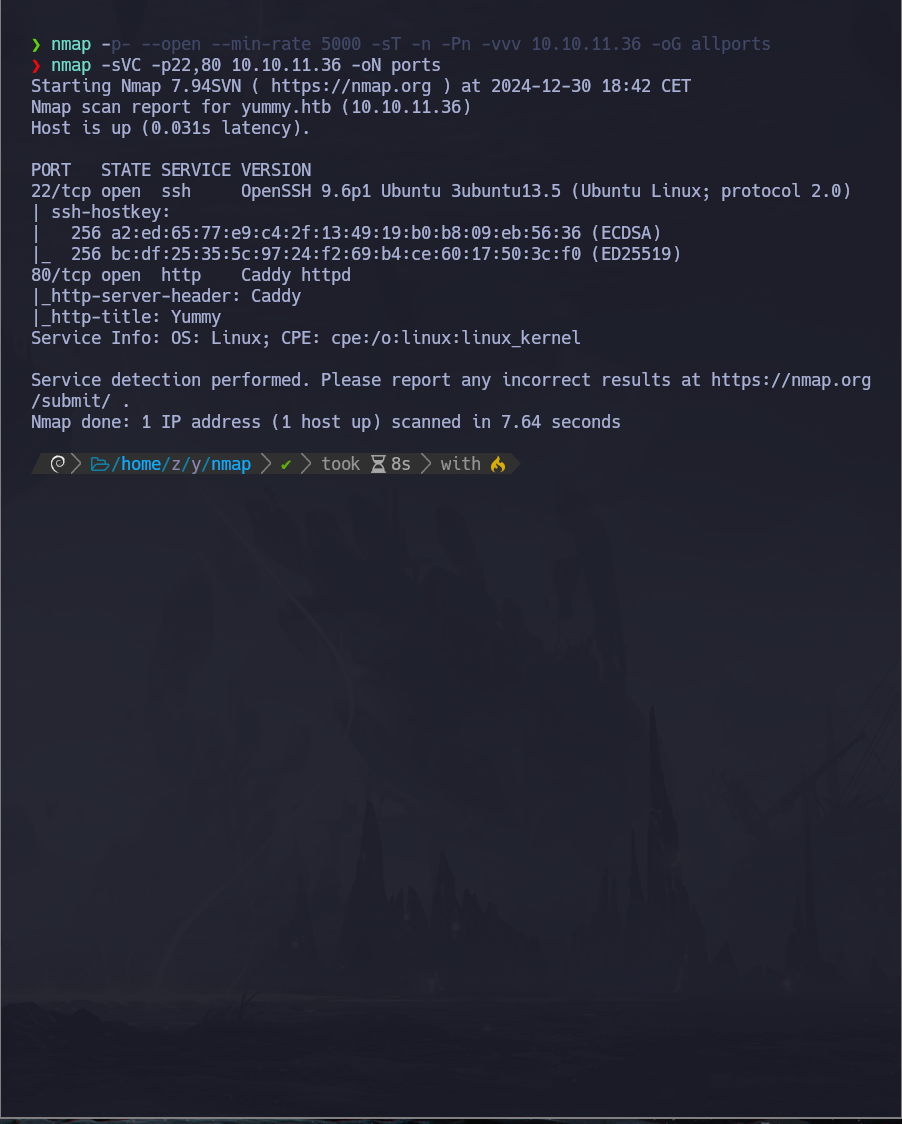 ❯ nmap -p- --open --min-rate 5000 -sT -n -Pn -vvv 10.10.11.36 -oG allports
❯ nmap -sVC -p22,80 10.10.11.36 -oN ports
Starting Nmap 7.94SVN ( https://nmap.org ) at 2024-12-30 18:42 CET
Nmap scan report for yummy.htb (10.10.11.36)
Host is up (0.031s latency).

PORT   STATE SERVICE VERSION
22/tcp open  ssh     OpenSSH 9.6p1 Ubuntu 3ubuntu13.5 (Ubuntu Linux; protocol 2.0)
| ssh-hostkey:
|   256 a2:ed:65:77:e9:c4:2f:13:49:19:b0:b8:09:eb:56:36 (ECDSA)
|_  256 bc:df:25:35:5c:97:24:f2:69:b4:ce:60:17:50:3c:f0 (ED25519)
80/tcp open  http    Caddy httpd
|_http-server-header: Caddy
|_http-title: Yummy
Service Info: OS: Linux; CPE: cpe:/o:linux:linux_kernel

Service detection performed. Please report any incorrect results at https://nmap.org
/submit/ .
Nmap done: 1 IP address (1 host up) scanned in 7.64 seconds

/home/z/y/nmap ✔ took 8s with